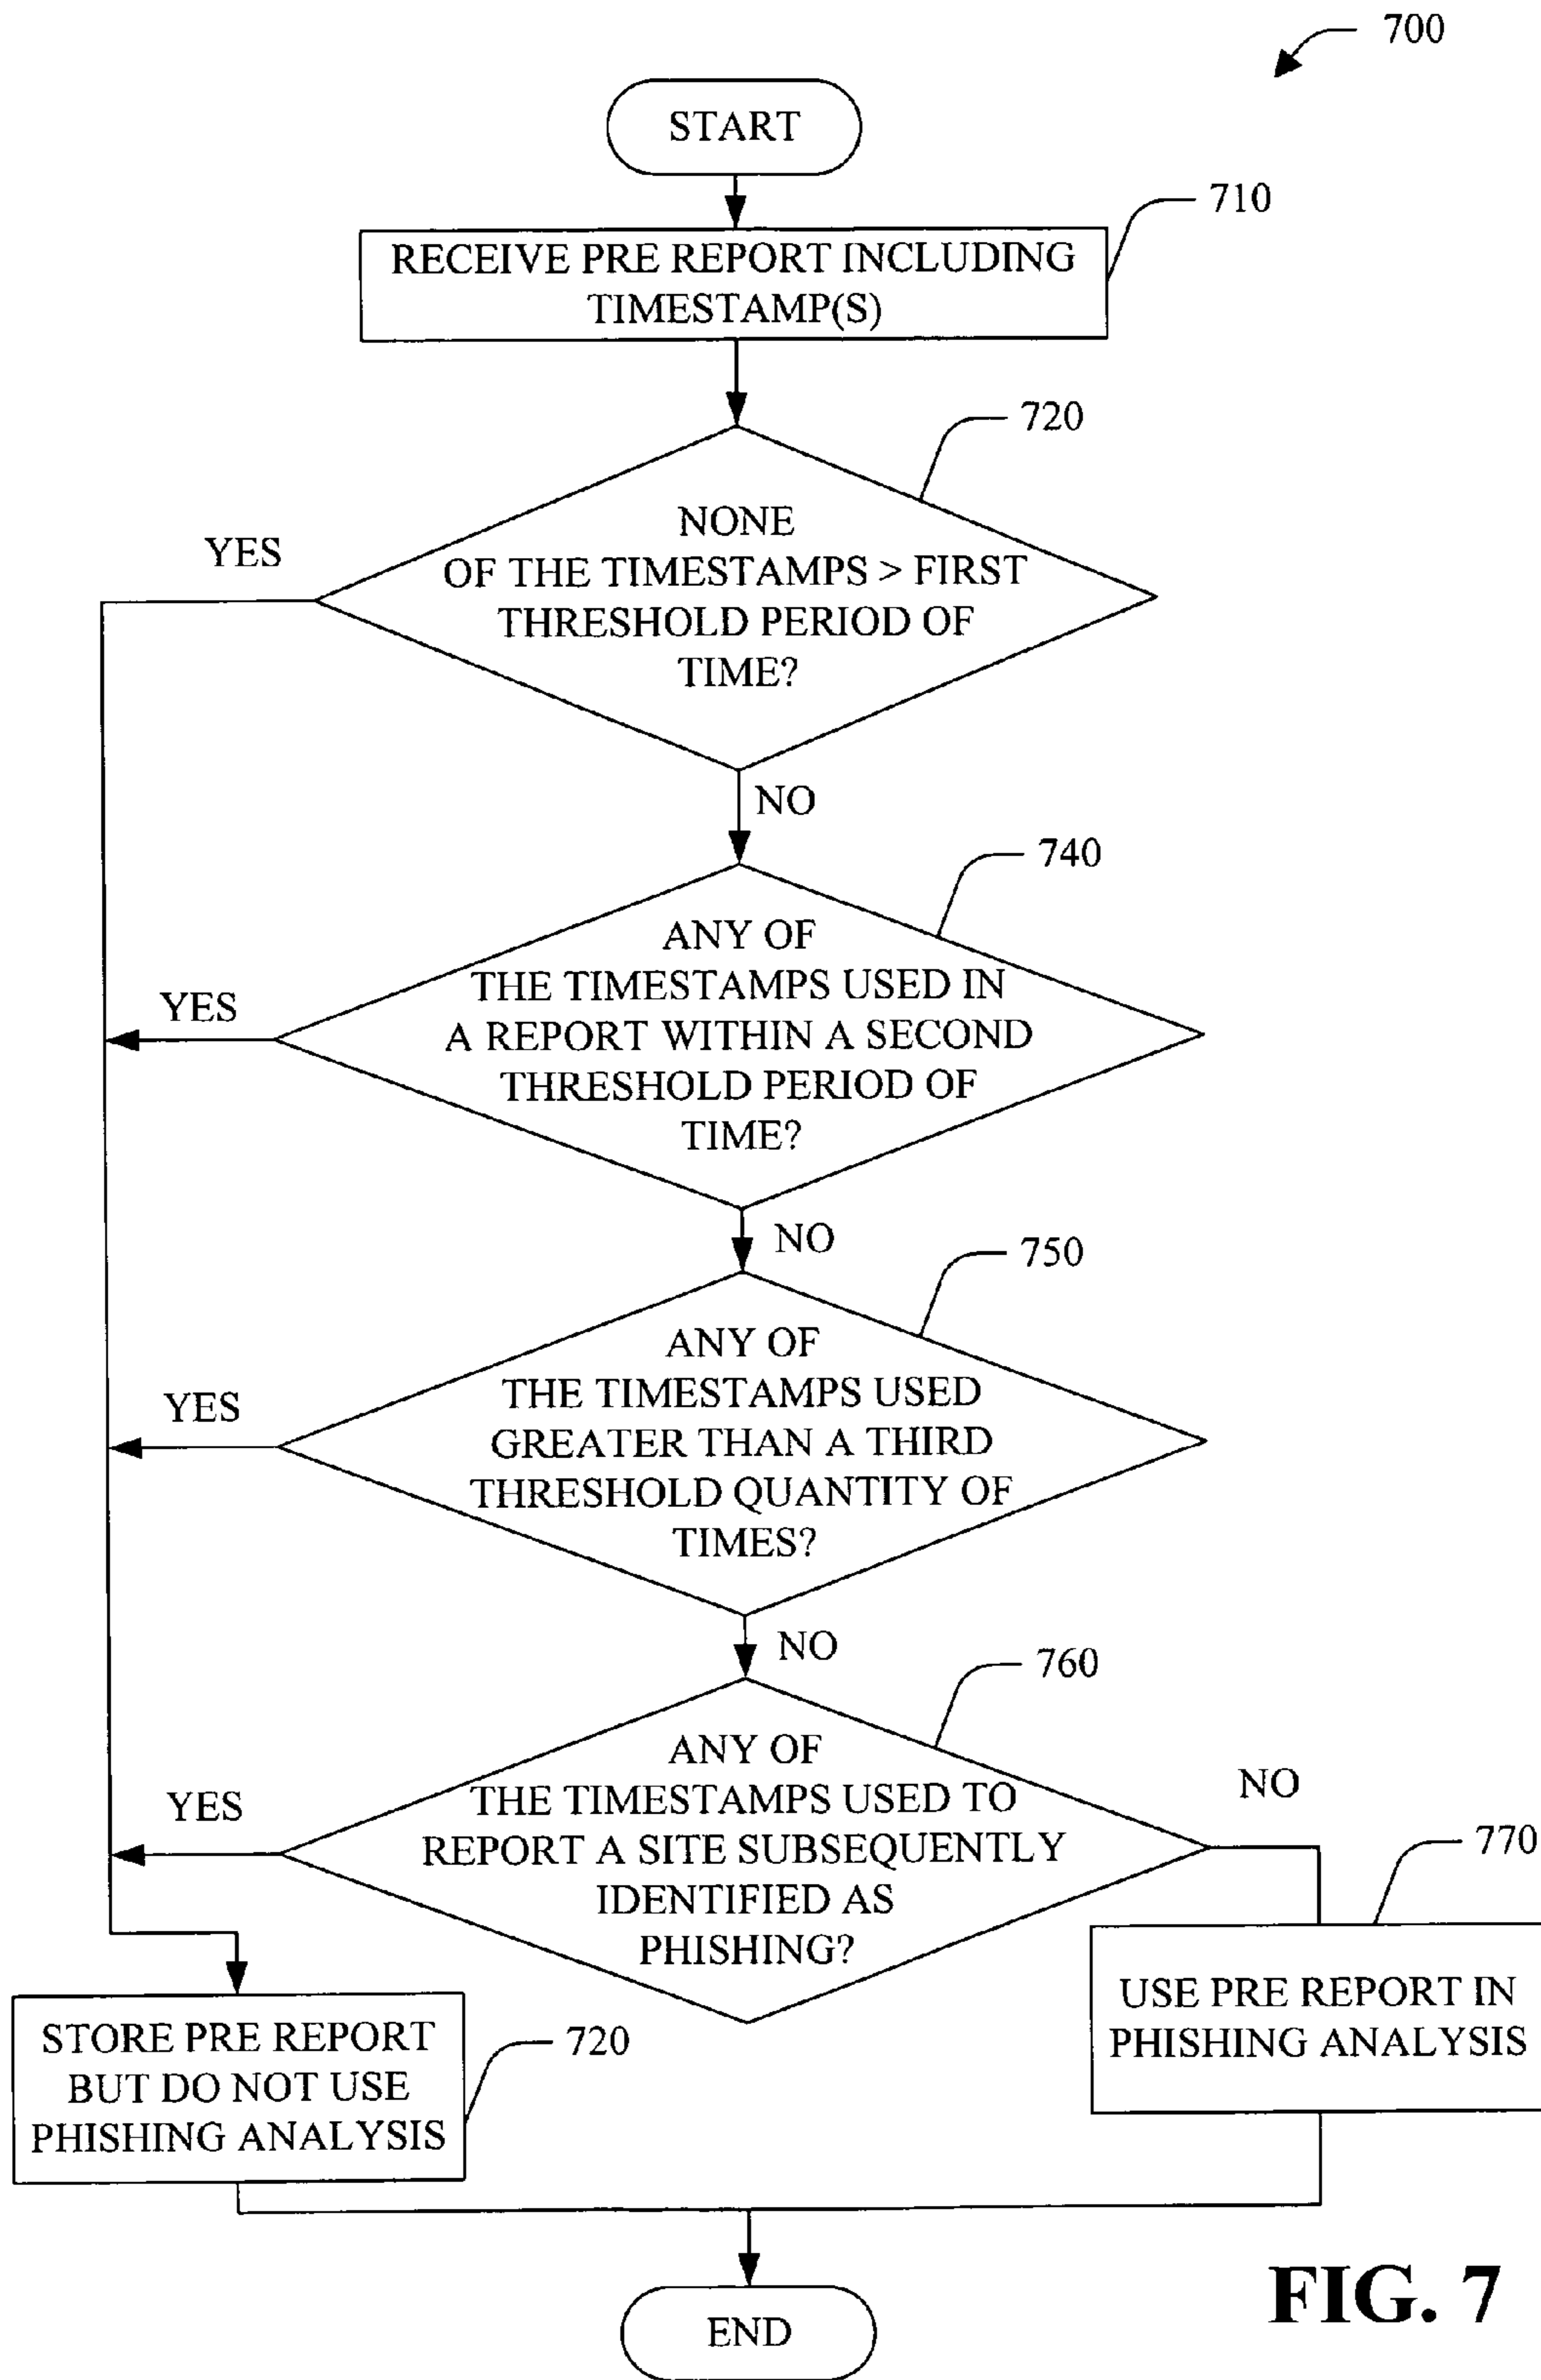 700
START
710
RECEIVE PRE REPORT INCLUDING
TIMESTAMP(S)
720
NONE
OF THE TIMESTAMPS > FIRST
THRESHOLD PERIOD OF
TIME?
YES
NO
740
ANY OF
THE TIMESTAMPS USED IN
A REPORT WITHIN A SECOND
THRESHOLD PERIOD OF
TIME?
YES
NO
750
ANY OF
THE TIMESTAMPS USED
GREATER THAN A THIRD
THRESHOLD QUANTITY OF
TIMES?
YES
NO
760
ANY OF
THE TIMESTAMPS USED TO
REPORT A SITE SUBSEQUENTLY
IDENTIFIED AS
PHISHING?
YES
NO
770
USE PRE REPORT IN
PHISHING ANALYSIS
STORE PRE REPORT
BUT DO NOT USE
PHISHING ANALYSIS
720
END
FIG. 7